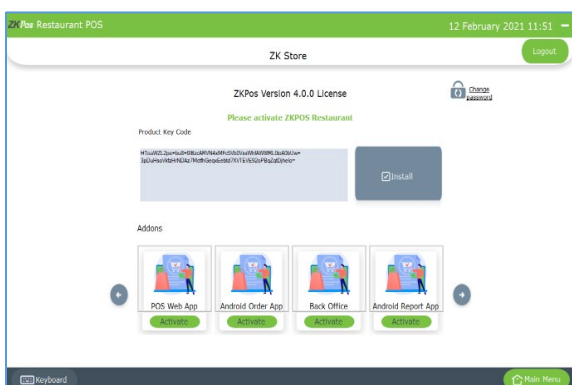 ZKPos Restaurant POS
12 February 2021 11:51
ZK Store
Logout
ZKPos Version 4.0.0 License
Change password
Please activate ZKPOS Restaurant
Product Key Code
Install
Addons
POS Web App
Android Order App
Back Office
Android Report App
Activate
Activate
Activate
Activate
Keyboard
Main Menu